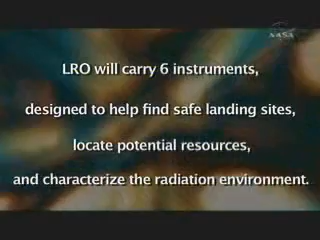 NASA
LRO will carry 6 instruments,
designed to help find safe landing sites,
locate potential resources,
and characterize the radiation environment.